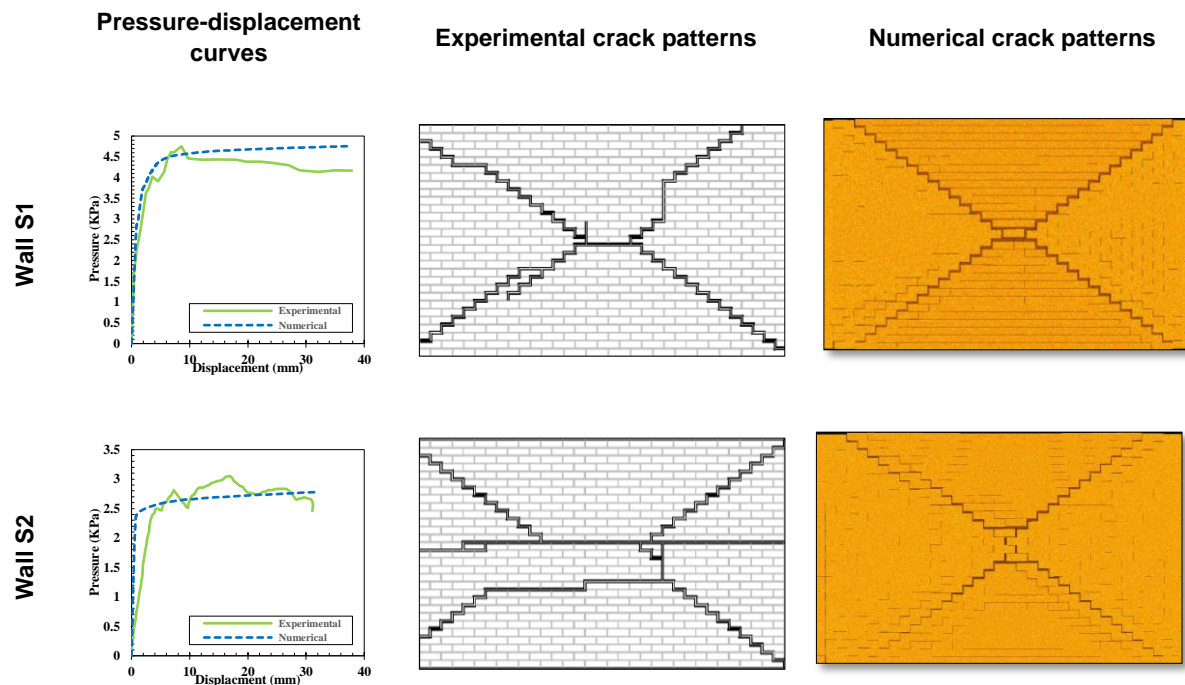 Pressure-displacement
curves
Experimental crack patterns
Numerical crack patterns
Wall S1
Pressure (KPa)
5
4.5
4
3.5
3
2.5
2
1.5
1
0.5
0
Experimental
Numerical
0 10 20 30 40
Displacement (mm)
Wall S2
Pressure (KPa)
3.5
3
2.5
2
1.5
1
0.5
0
Experimental
Numerical
0 10 20 30 40
Displacment (mm)